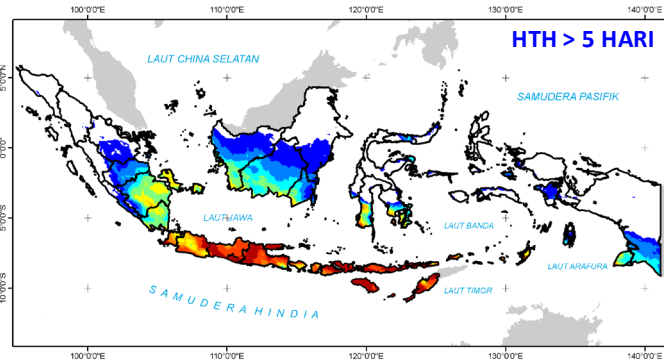 100°0'0"E 110°0'0"E 120°0'0"E 130°0'0"E 140°0'0"E
HTH > 5 HARI
LAUT CHINA SELATAN
5°0'0"N
SAMUDERA PASIFIK
0°0'0"
5°0'0"S
LAUT JAWA
LAUT BANDA
LAUT ARAFURA
10°0'0"S
SAMUDERA HINDIA
LAUT TIMOR
100°0'0"E 110°0'0"E 120°0'0"E 130°0'0"E 140°0'0"E